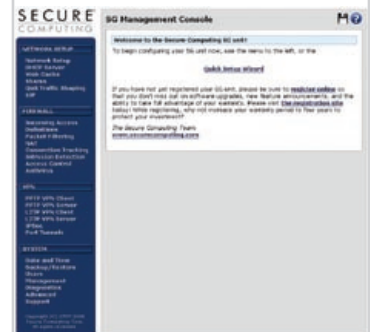 SECURE
COMPUTING
SG Management Console
NETWORK SETUP
Network Setup
DHCP Server
Web Cache
Shares
QoS Traffic Shaping
SIP
FIREWALL
Incoming Access
Definitions
Packet Filtering
NAT
Connection Tracking
Intrusion Detection
Access Control
Antivirus
VPN
PPTP VPN Client
PPTP VPN Server
L2TP VPN Client
L2TP VPN Server
IPSec
Port Tunnels
SYSTEM
Date and Time
Backup/Restore
Users
Management
Diagnostics
Advanced
Support
Welcome to the Secure Computing SG unit!
To begin configuring your SG unit now, use the menu to the left, or the
Quick Setup Wizard
If you have not yet registered your SG unit, please be sure to register online so
that you don't miss out on software upgrades, new feature announcements, and the
ability to take full advantage of your warranty. Please visit the registration site
today! While registering, why not increase your warranty period to four years to
protect your investment?
The Secure Computing Team
www.securecomputing.com